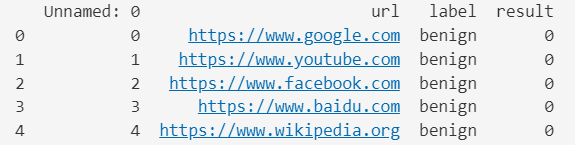 Unnamed: 0 url label result
0 0 https://www.google.com benign 0
1 1 https://www.youtube.com benign 0
2 2 https://www.facebook.com benign 0
3 3 https://www.baidu.com benign 0
4 4 https://www.wikipedia.org benign 0